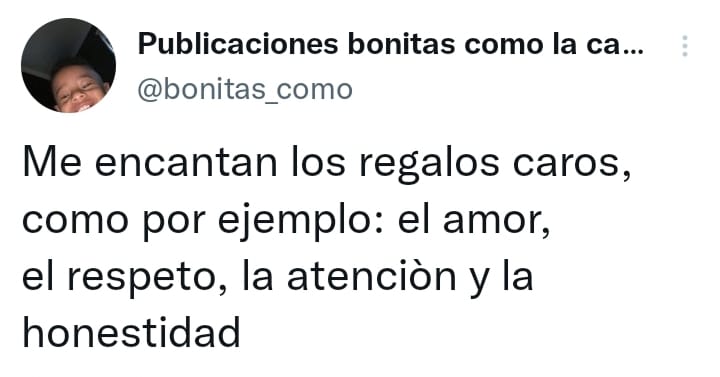 Publicaciones bonitas como la ca...
@bonitas_como
Me encantan los regalos caros,
como por ejemplo: el amor,
el respeto, la atenciòn y la
honestidad